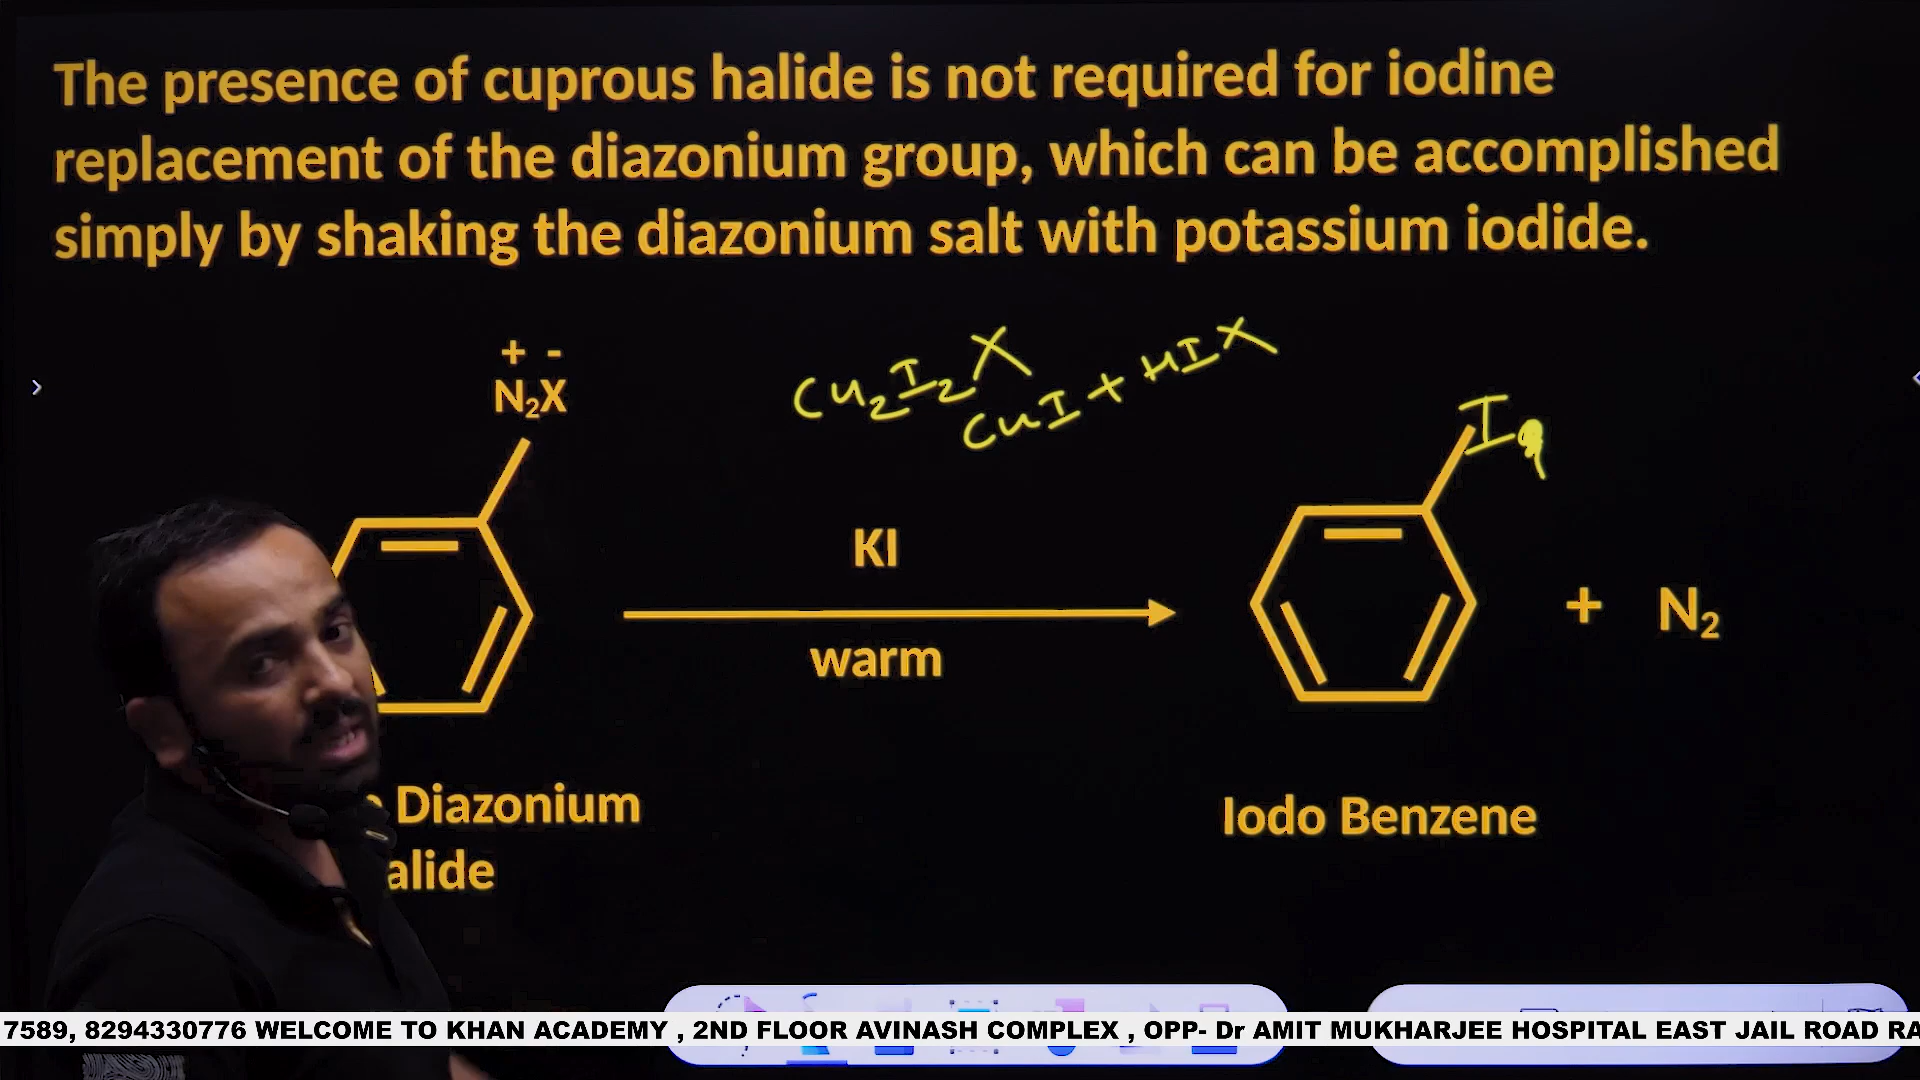 The presence of cuprous halide is not required for iodine
replacement of the diazonium group, which can be accomplished
simply by shaking the diazonium salt with potassium iodide.
+ -
N₂X
Cu₂I₂ X
CuI + HI X
I
KI
warm
+ N₂
Diazonium
alide
Iodo Benzene
7589, 8294330776 WELCOME TO KHAN ACADEMY , 2ND FLOOR AVINASH COMPLEX , OPP- Dr AMIT MUKHARJEE HOSPITAL EAST JAIL ROAD RA